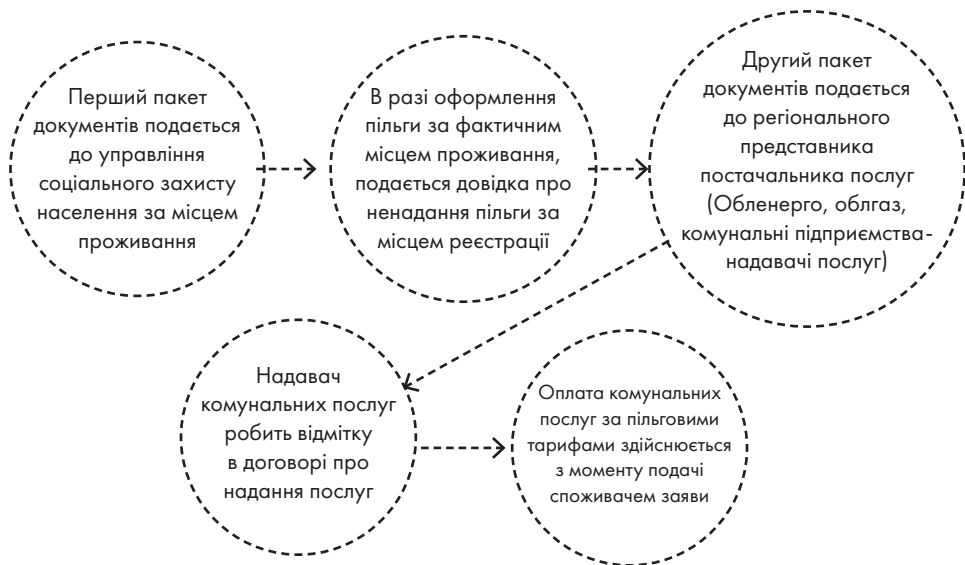 Перший пакет
документів подається
до управління
соціального захисту
населення за місцем
проживання
В разі оформлення
пільги за фактичним
місцем проживання,
подається довідка про
ненадання пільги за
місцем реєстрації
Другий пакет
документів подається
до регіонального
представника
постачальника послуг
(Обленерго, облгаз,
комунальні підприємства-
надавачі послуг)
Надавач
комунальних послуг
робить відмітку
в договорі про
надання послуг
Оплата комунальних
послуг за пільговими
тарифами здійснюється
з моменту подачі
споживачем заяви